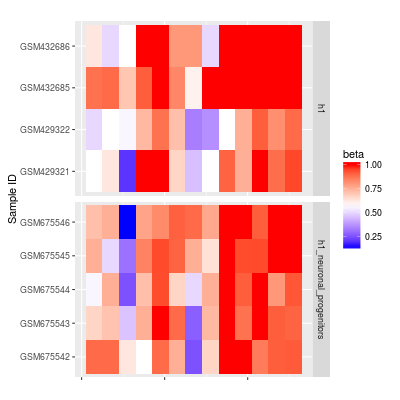 GSM432686
GSM432685
GSM429322
GSM429321
h1
GSM675546
GSM675545
GSM675544
GSM675543
GSM675542
h1_neuronal_progenitors
Sample ID
beta
1.00
0.75
0.50
0.25